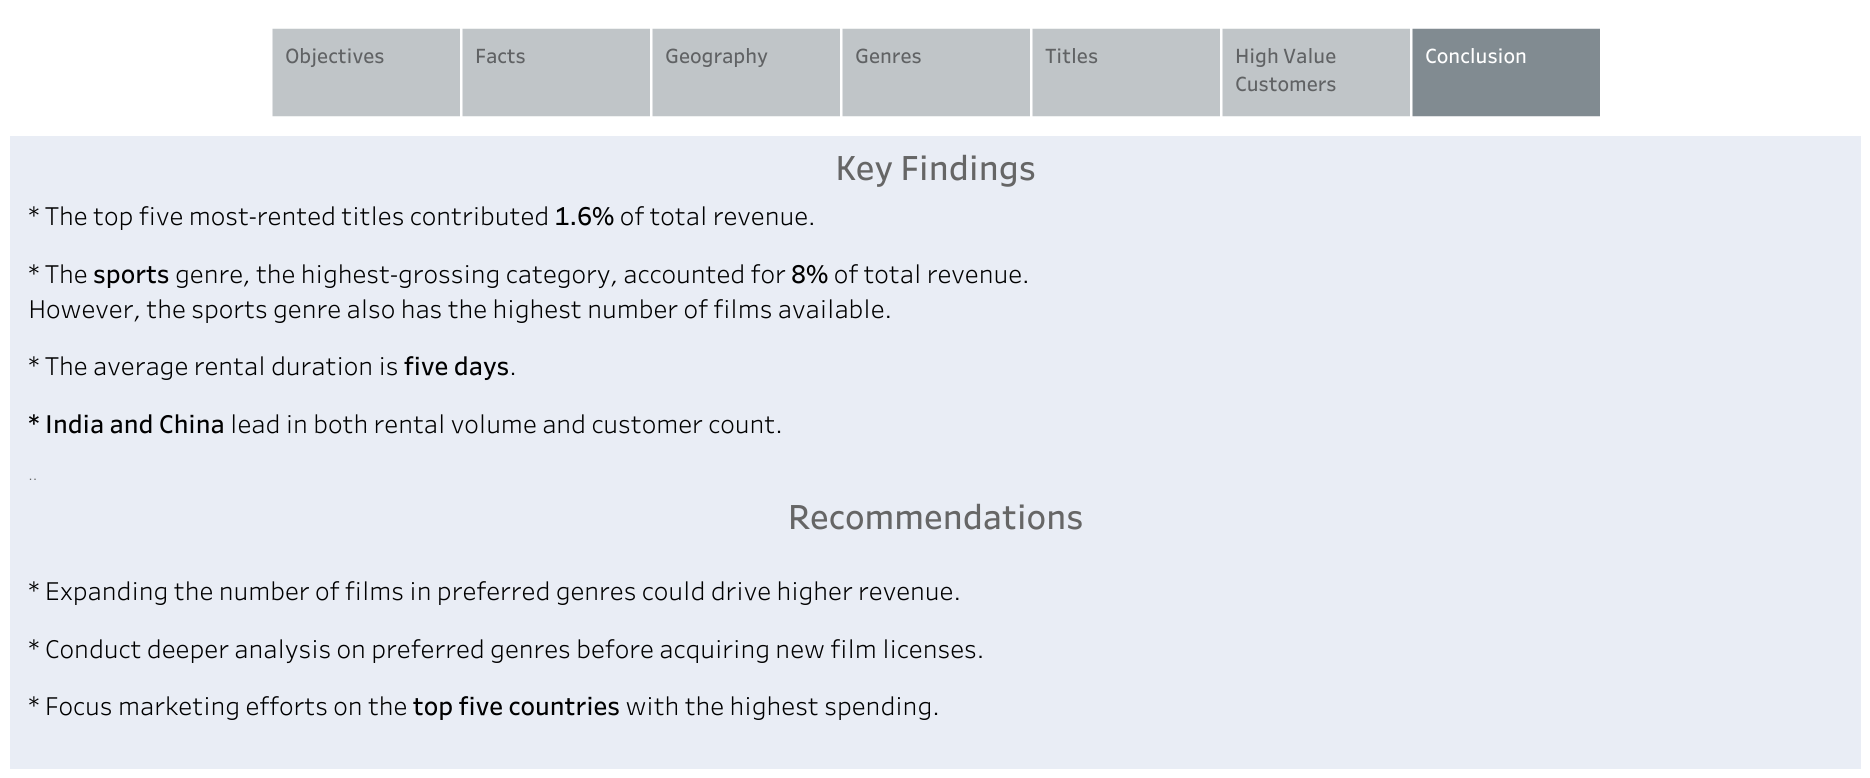 Objectives
Facts
Geography
Genres
Titles
High Value
Customers
Conclusion
Key Findings
* The top five most-rented titles contributed 1.6% of total revenue.
* The sports genre, the highest-grossing category, accounted for 8% of total revenue.
However, the sports genre also has the highest number of films available.
* The average rental duration is five days.
* India and China lead in both rental volume and customer count.
..
Recommendations
* Expanding the number of films in preferred genres could drive higher revenue.
* Conduct deeper analysis on preferred genres before acquiring new film licenses.
* Focus marketing efforts on the top five countries with the highest spending.